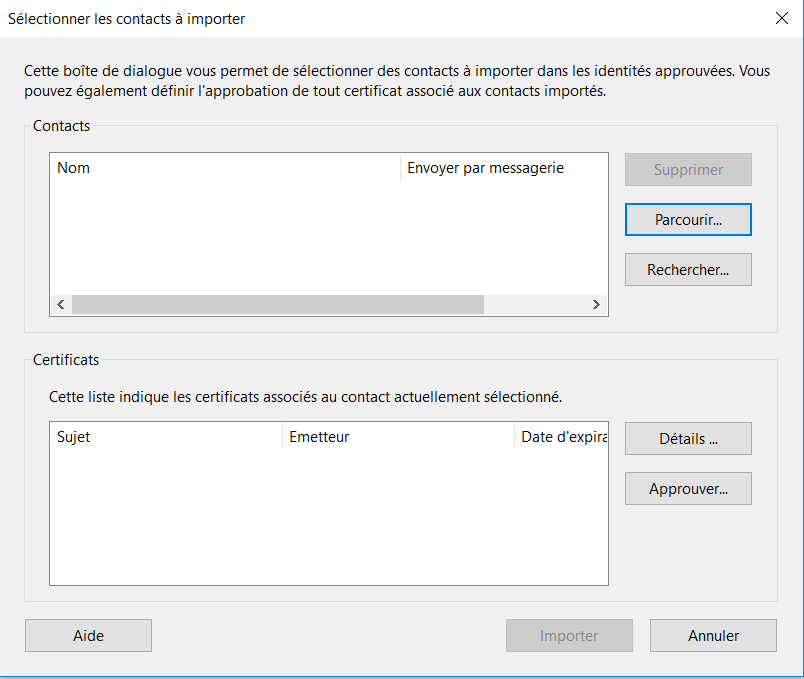 Sélectionner les contacts à importer
Cette boîte de dialogue vous permet de sélectionner des contacts à importer dans les identités approuvées. Vous
pouvez également définir l'approbation de tout certificat associé aux contacts importés.
Contacts
Nom Envoyer par messagerie
Supprimer
Parcourir...
Rechercher...
Certificats
Cette liste indique les certificats associés au contact actuellement sélectionné.
Sujet Emetteur Date d'expira
Détails ...
Approuver...
Aide Importer Annuler